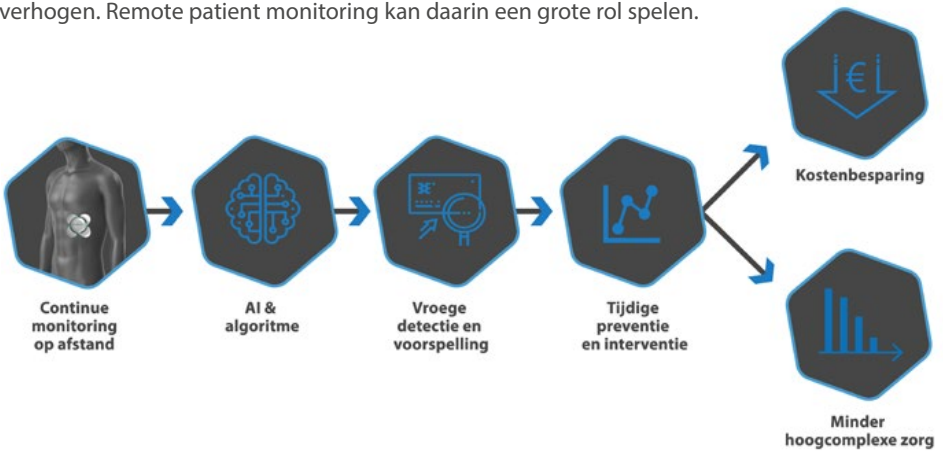 verhogen. Remote patient monitoring kan daarin een grote rol spelen.
€
Kostenbesparing
Continue
monitoring
op afstand
AI &
algoritme
Vroege
detectie en
voorspelling
Tijdige
preventie
en interventie
Minder
hoogcomplexe zorg